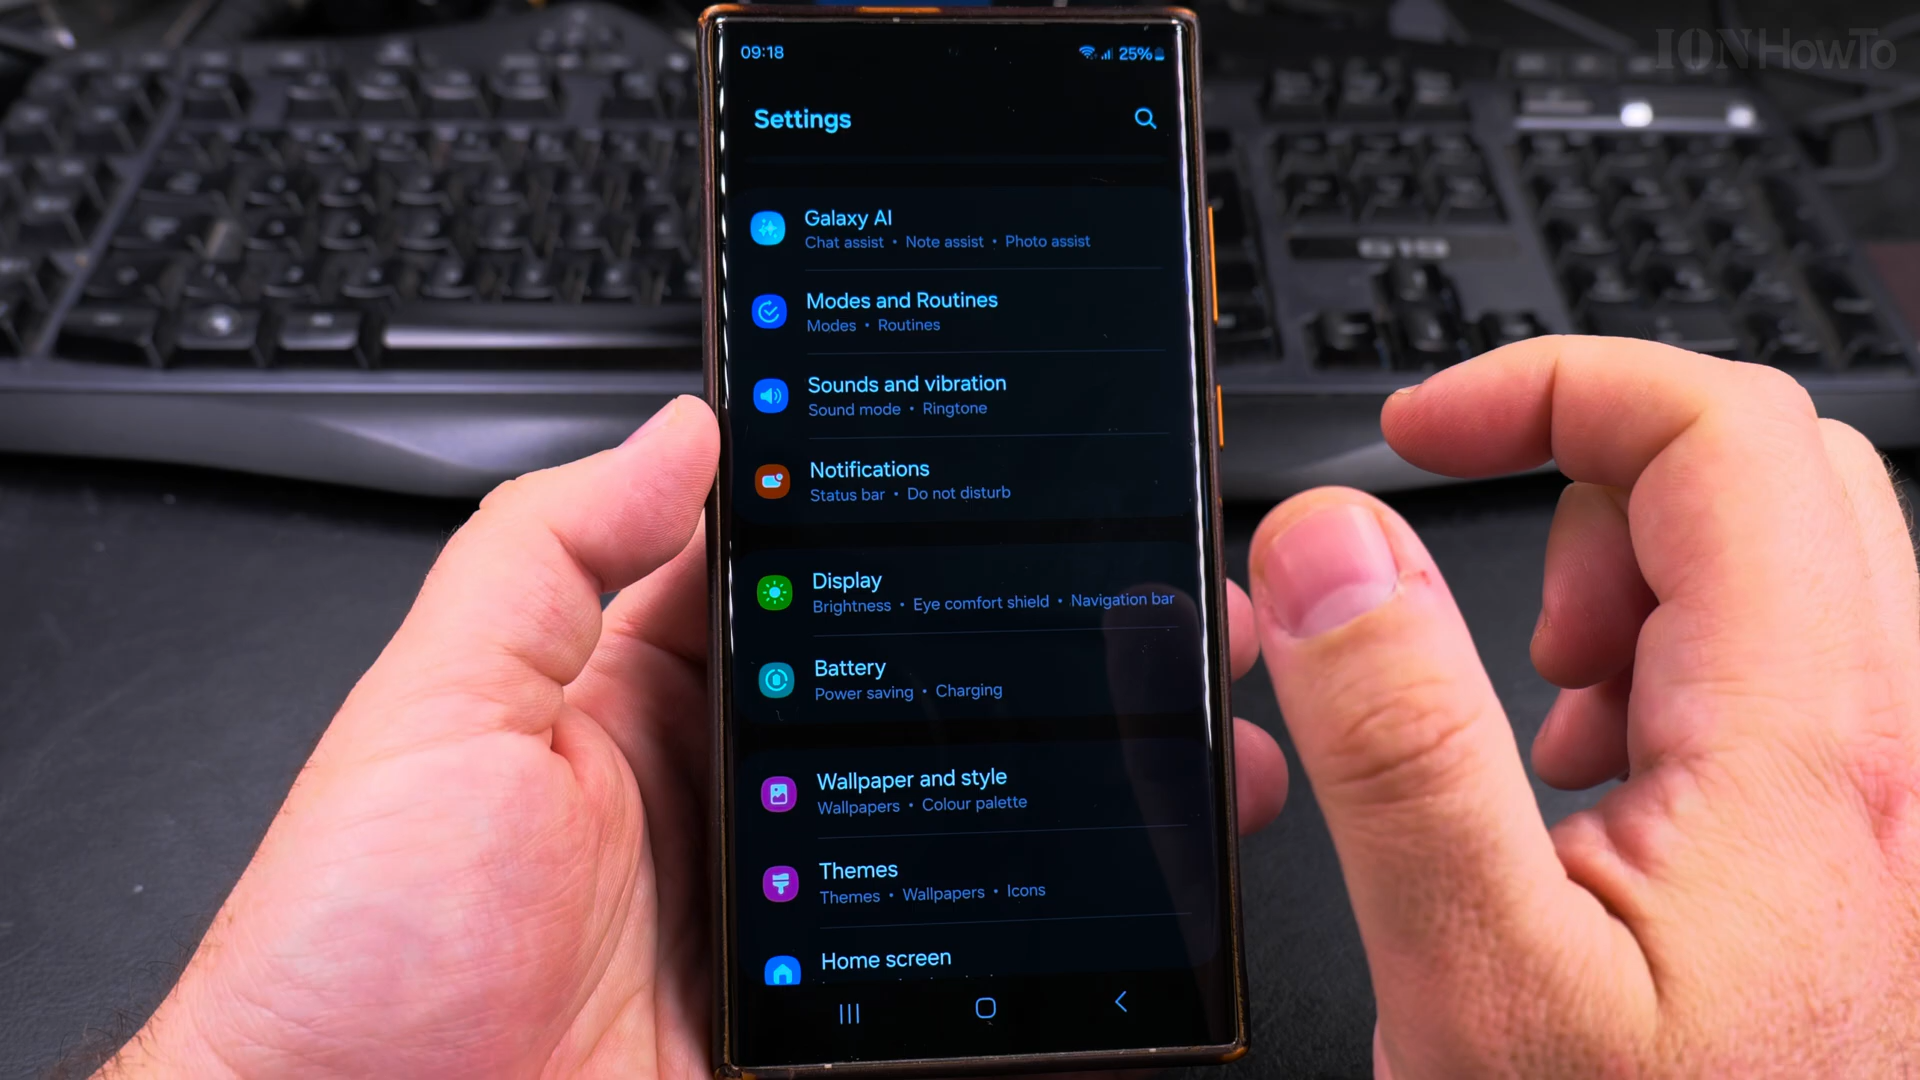 IONHowTo
09:18
25%
Settings
Galaxy AI
Chat assist • Note assist • Photo assist
Modes and Routines
Modes • Routines
Sounds and vibration
Sound mode • Ringtone
Notifications
Status bar • Do not disturb
Display
Brightness • Eye comfort shield • Navigation bar
Battery
Power saving • Charging
Wallpaper and style
Wallpapers • Colour palette
Themes
Themes • Wallpapers • Icons
Home screen